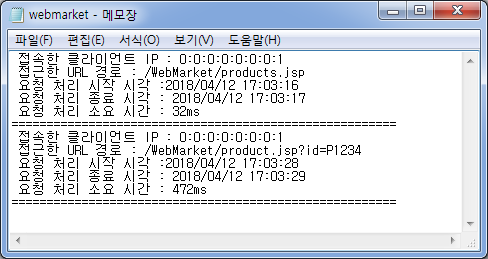 webmarket - 메모장
파일(F) 편집(E) 서식(O) 보기(V) 도움말(H)
접속한 클라이언트 IP : 0:0:0:0:0:0:0:1
접근한 URL 경로 : /WebMarket/products.jsp
요청 처리 시작 시각 :2018/04/12 17:03:16
요청 처리 종료 시각 : 2018/04/12 17:03:17
요청 처리 소요 시간 : 32ms
=======================================================
접속한 클라이언트 IP : 0:0:0:0:0:0:0:1
접근한 URL 경로 : /WebMarket/product.jsp?id=P1234
요청 처리 시작 시각 :2018/04/12 17:03:28
요청 처리 종료 시각 : 2018/04/12 17:03:29
요청 처리 소요 시간 : 472ms
=======================================================